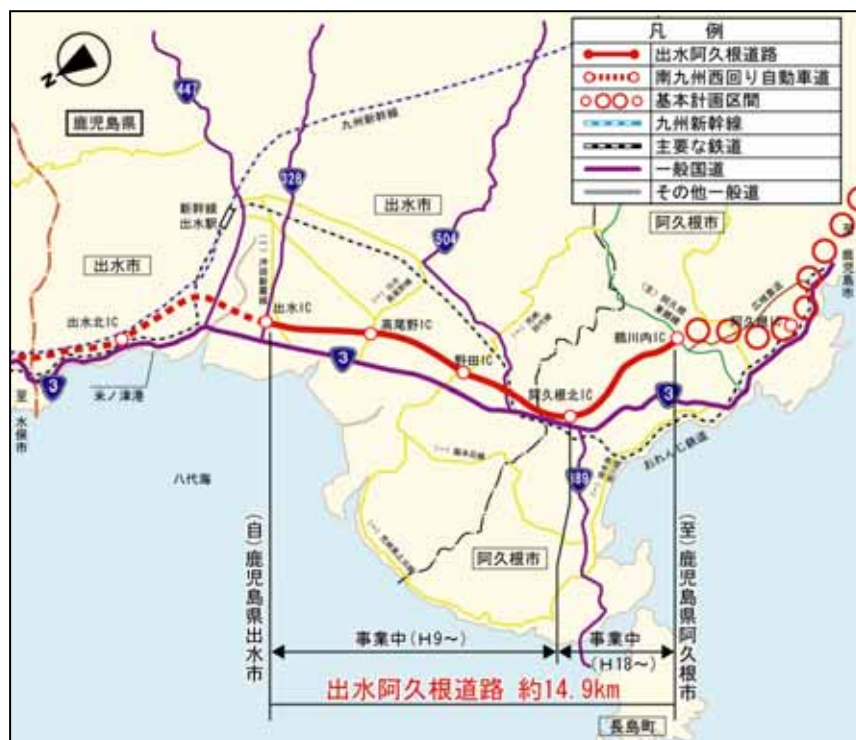 凡 例
出水阿久根道路
南九州西回り自動車道
基本計画区間
九州新幹線
主要な鉄道
一般国道
その他一般道
N
447
鹿児島県
九州新幹線
328
新幹線
出水駅
出水市
504
阿久根市
至
鹿児島市
出水市
出水北IC
出水IC
高尾野IC
野田IC
阿久根北IC
鶴川内IC
阿久根IC
3
3
3
至
水俣市
米ノ津港
おれんじ鉄道
八代海
389
阿久根市
(自)鹿児島県出水市
(至)鹿児島県阿久根市
事業中(H9~)
事業中
(H18~)
出水阿久根道路 約14.9km
長島町